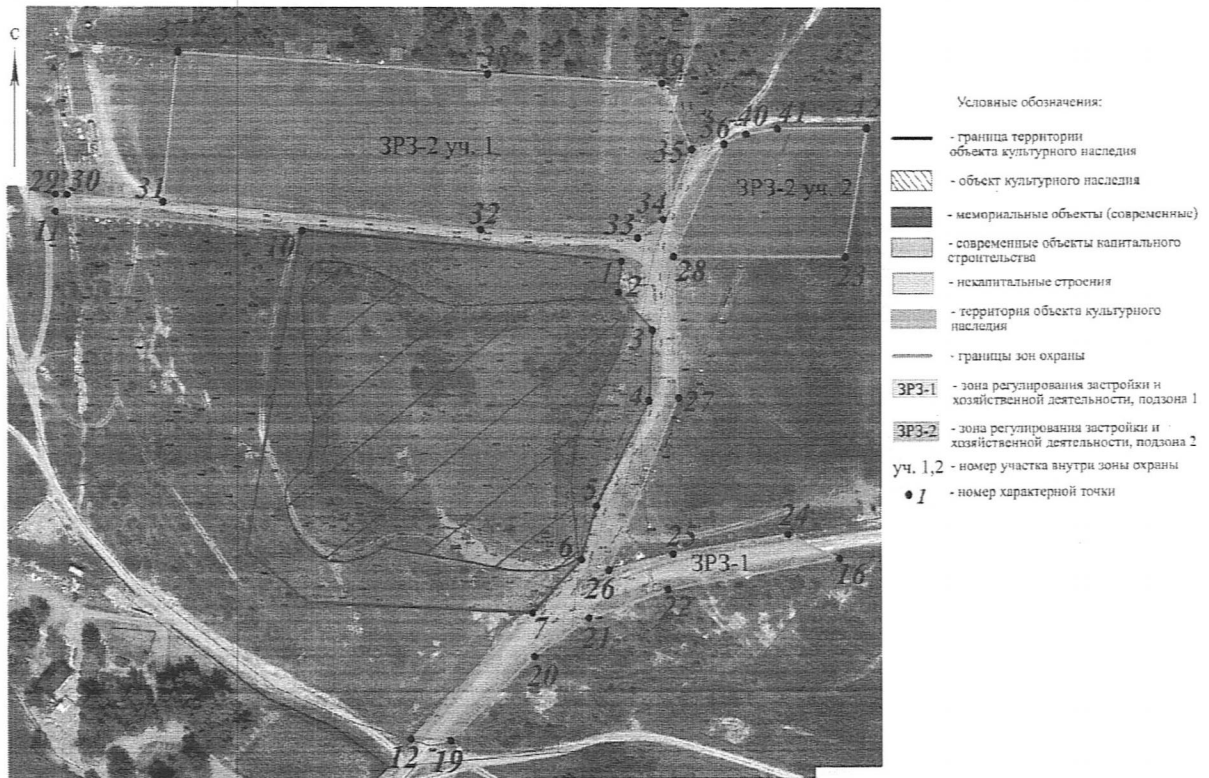 С
38
39
40
41
42
36
35
ЗРЗ-2 уч. 1
ЗРЗ-2 уч. 2
29
30
31
32
33
34
11
10
1
28
23
2
3
4
27
5
6
25
24
ЗРЗ-1
16
26
22
7
21
20
12
19
Условные обозначения:
- граница территории
объекта культурного наследия
- объект культурного наследия
- мемориальные объекты (современные)
- современные объекты капитального
строительства
- некапитальные строения
- территория объекта культурного
наследия
- границы зон охраны
ЗРЗ-1 - зона регулирования застройки и
хозяйственной деятельности, подзона 1
ЗРЗ-2 - зона регулирования застройки и
хозяйственной деятельности, подзона 2
уч. 1,2 - номер участка внутри зоны охраны
1 - номер характерной точки